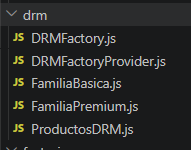 drm
JS DRMFactory.js
JS DRMFactoryProvider.js
JS FamiliaBasica.js
JS FamiliaPremium.js
JS ProductosDRM.js